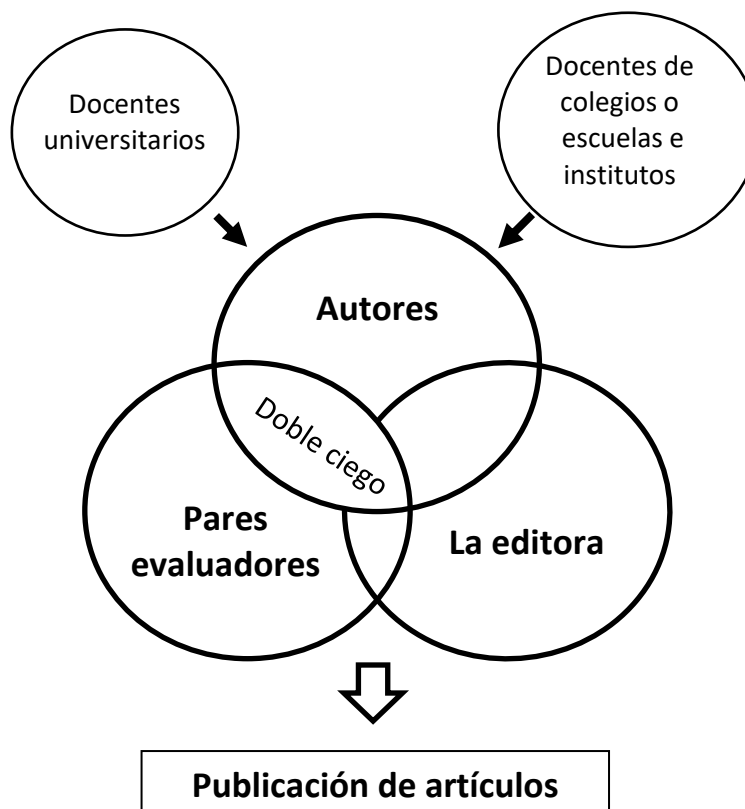 Docentes
universitarios
Docentes de
colegios o
escuelas e
institutos
Autores
Doble ciego
Pares
evaluadores
La editora
Publicación de artículos